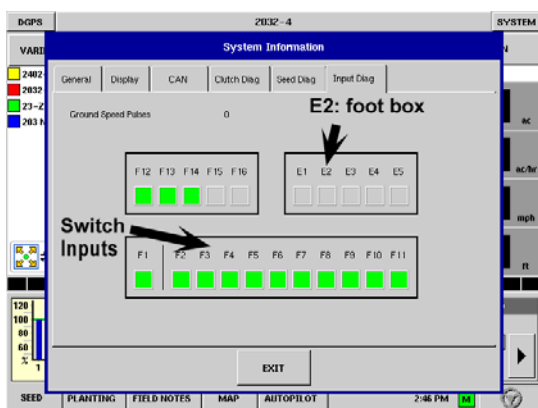 DGPS 2032-4 SYSTEM
System Information
General Display CAN Clutch Diag Seed Diag Input Diag
Ground Speed Pulses 0
E2: foot box
F12 F13 F14 F15 F16 E1 E2 E3 E4 E5
Switch
Inputs
F1 F2 F3 F4 F5 F6 F7 F8 F9 F10 F11
EXIT
VARI
2402
2032
23-Z
203 N
ac
ac/hr
mph
ft
120
100
80
60
%
1
SEED PLANTING FIELD NOTES MAP AUTOPILOT 2:46 PM M